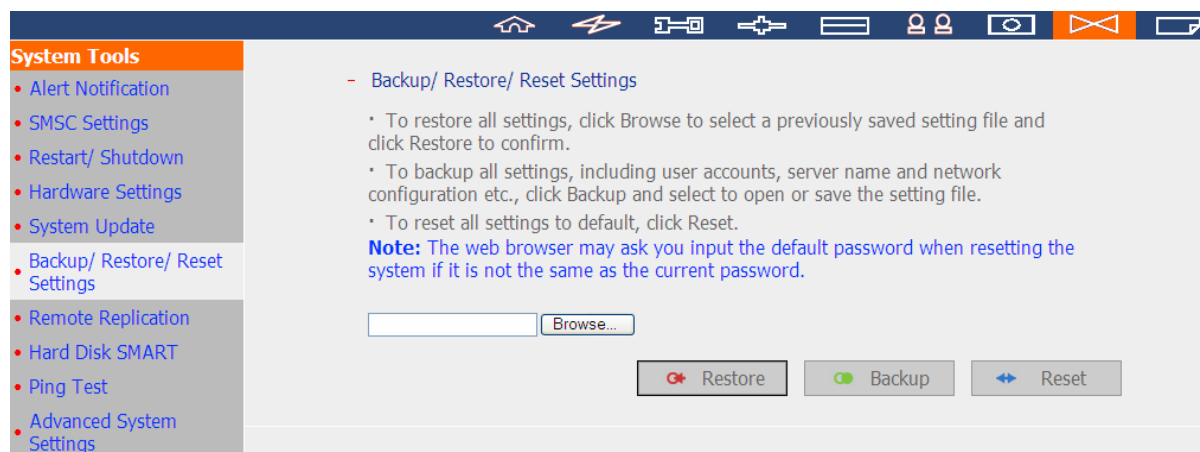 System Tools
• Alert Notification
• SMSC Settings
• Restart/ Shutdown
• Hardware Settings
• System Update
• Backup/ Restore/ Reset
Settings
• Remote Replication
• Hard Disk SMART
• Ping Test
• Advanced System
Settings
- Backup/ Restore/ Reset Settings
· To restore all settings, click Browse to select a previously saved setting file and
click Restore to confirm.
· To backup all settings, including user accounts, server name and network
configuration etc., click Backup and select to open or save the setting file.
· To reset all settings to default, click Reset.
Note: The web browser may ask you input the default password when resetting the
system if it is not the same as the current password.
Browse...
Restore
Backup
Reset